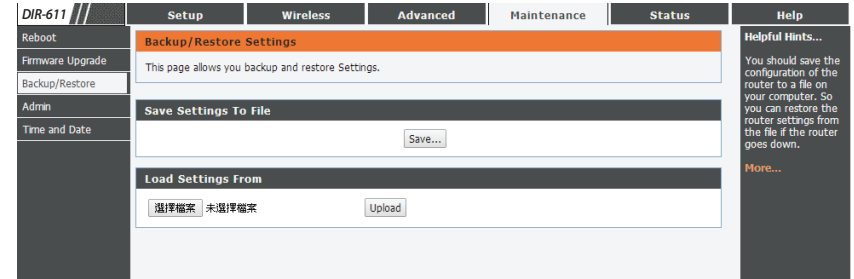 DIR-611
Setup
Wireless
Advanced
Maintenance
Status
Help
Reboot
Firmware Upgrade
Backup/Restore
Admin
Time and Date
Backup/Restore Settings
This page allows you backup and restore Settings.
Save Settings To File
Save...
Load Settings From
選擇檔案 未選擇檔案
Upload
Helpful Hints...
You should save the
configuration of the
router to a file on
your computer. So
you can restore the
router settings from
the file if the router
goes down.
More...